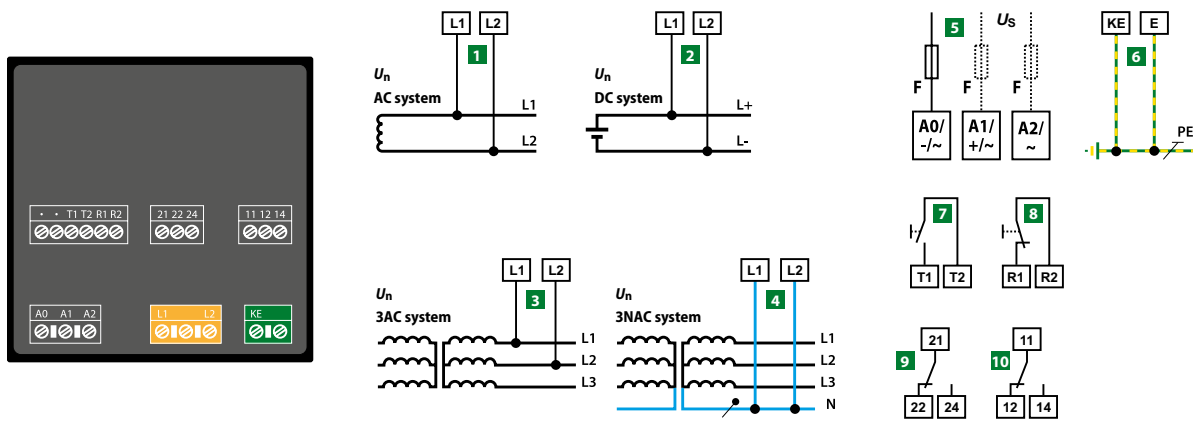 • • T1 T2 R1 R2
21 22 24
11 12 14
A0 A1 A2
L1 L2
KE
L1 L2
1
Un
AC system
L1
L2
L1 L2
2
Un
DC system
L+
L-
L1 L2
3
Un
3AC system
L1
L2
L3
L1 L2
4
Un
3NAC system
L1
L2
L3
N
5
US
F F F
A0/ -/~
A1/ +/~
A2/ ~
KE E
6
PE
7
T1 T2
8
R1 R2
9
21
22 24
10
11
12 14